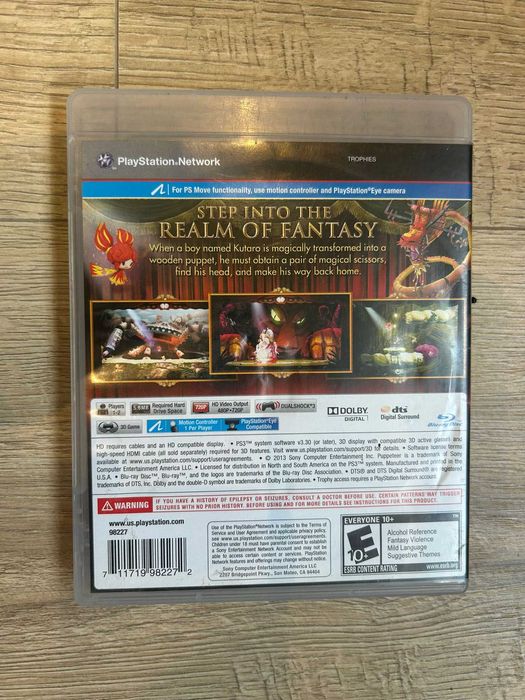 PlayStation®Network
TROPHIES
For PS Move functionality, use motion controller and PlayStation®Eye camera
STEP INTO THE
REALM OF FANTASY
When a boy named Kutaro is magically transformed into a
wooden puppet, he must obtain a pair of magical scissors,
find his head, and make his way back home.
Players
1-2
Required Hard
Drive Space
720P
HD Video Output
480P•720P
DUALSHOCK®3
DOLBY
DIGITAL
dts
Digital Surround
Blu-ray Disc
3D Game
Motion Controller
1 Per Player
PlayStation®Eye
Compatible
HD requires cables and an HD compatible display. • PS3™ system software v3.30 (or later), 3D display with compatible 3D active glasses and
high-speed HDMI cable (all sold separately) required for 3D features. Visit www.us.playstation.com/support/3D for details. • Software license terms
available at www.us.playstation.com/support/useragreements. • © 2013 Sony Computer Entertainment Inc. Puppeteer is a trademark of Sony
Computer Entertainment America LLC. • Licensed for distribution in North and South America on the PS3™ system. Manufactured and printed in the
U.S.A. • Blu-ray Disc™, Blu-ray™, and the logos are trademarks of the Blu-ray Disc Association. • DTS® and DTS Digital Surround® are registered
trademarks of DTS, Inc. Dolby and the double-D symbol are trademarks of Dolby Laboratories. • Trophy access requires a PlayStation Network account.
WARNING
IF YOU HAVE A HISTORY OF EPILEPSY OR SEIZURES, CONSULT A DOCTOR BEFORE USE. CERTAIN PATTERNS MAY TRIGGER
SEIZURES WITH NO PRIOR HISTORY. BEFORE USING AND FOR MORE DETAILS SEE INSTRUCTIONS INCLUDED WITH THIS PRODUCT.
www.us.playstation.com
98227
7 11719 98227 2
Use of the PlayStation®Network is subject to the Terms of
Service and User Agreement and applicable privacy policy,
see www.us.playstation.com/support/useragreements.
Children under 18 must have parental consent to establish
a Sony Entertainment Network Account and may not be
able to access certain content or services. PlayStation
Network features and offerings may change without notice.
Sony Computer Entertainment America LLC
2207 Bridgepoint Pkwy., San Mateo, CA 94404
EVERYONE 10+
E
10+
ESRB CONTENT RATING
Alcohol Reference
Fantasy Violence
Mild Language
Suggestive Themes
www.esrb.org